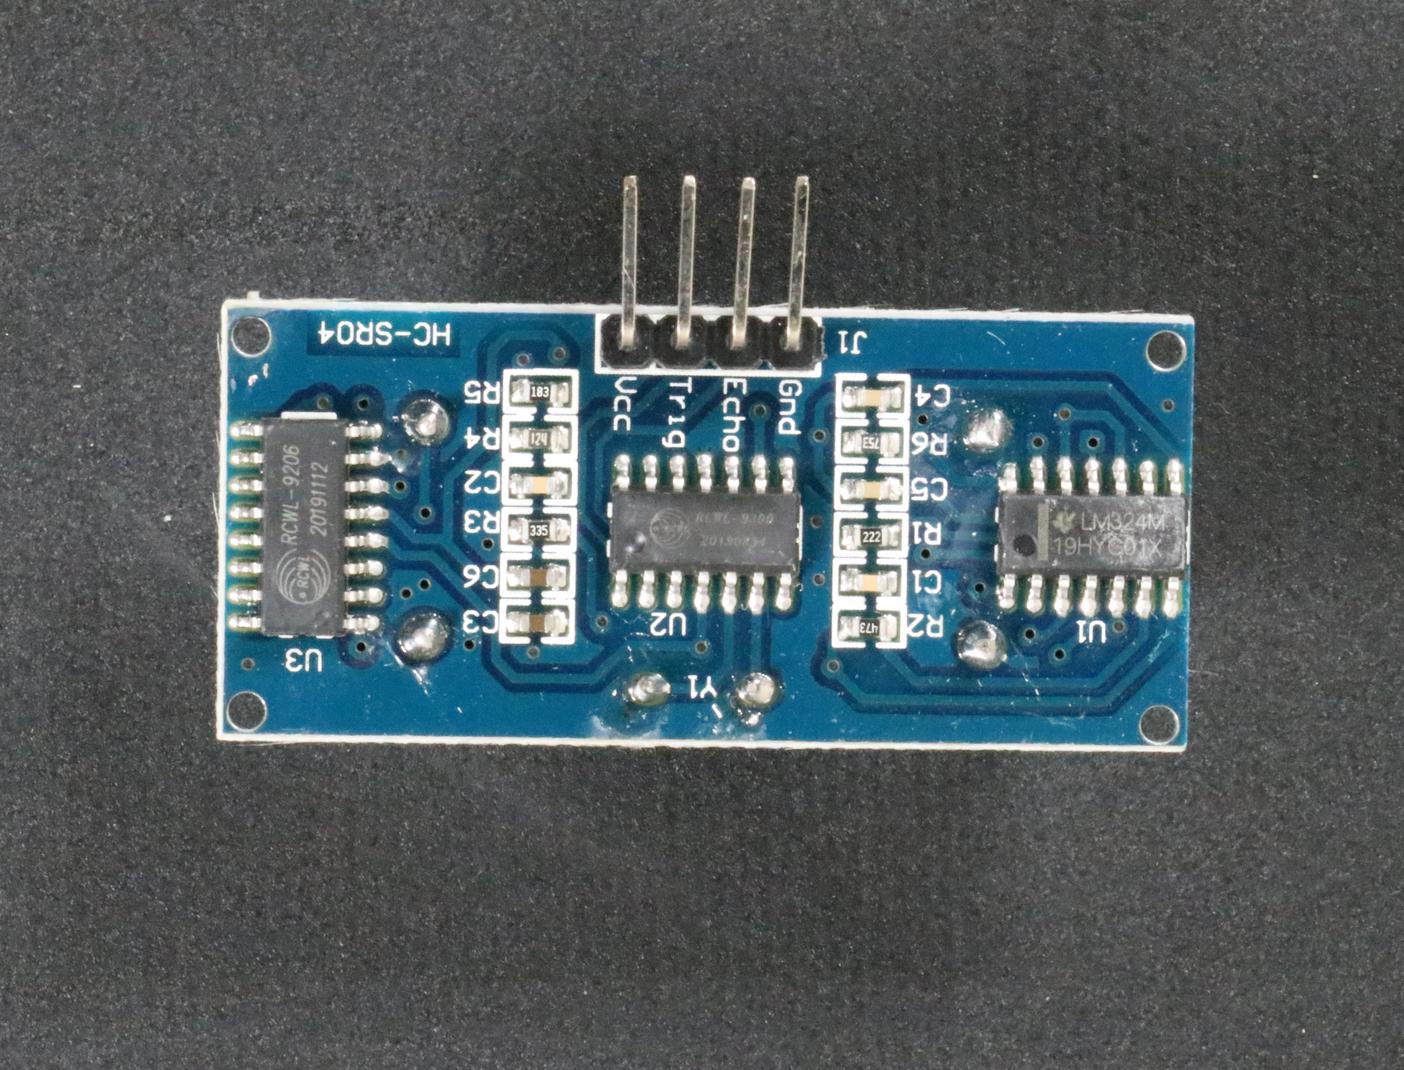 HC-SR04
J1
Vcc
Trig
Echo
Gnd
R5
183
R4
124
C2
R3
335
C6
C3
C4
R6
753
C5
R1
222
C1
R2
473
RCWL-9206
20191112
RCWL
U3
U2
LM324M
19HYC01X
U1
Y1